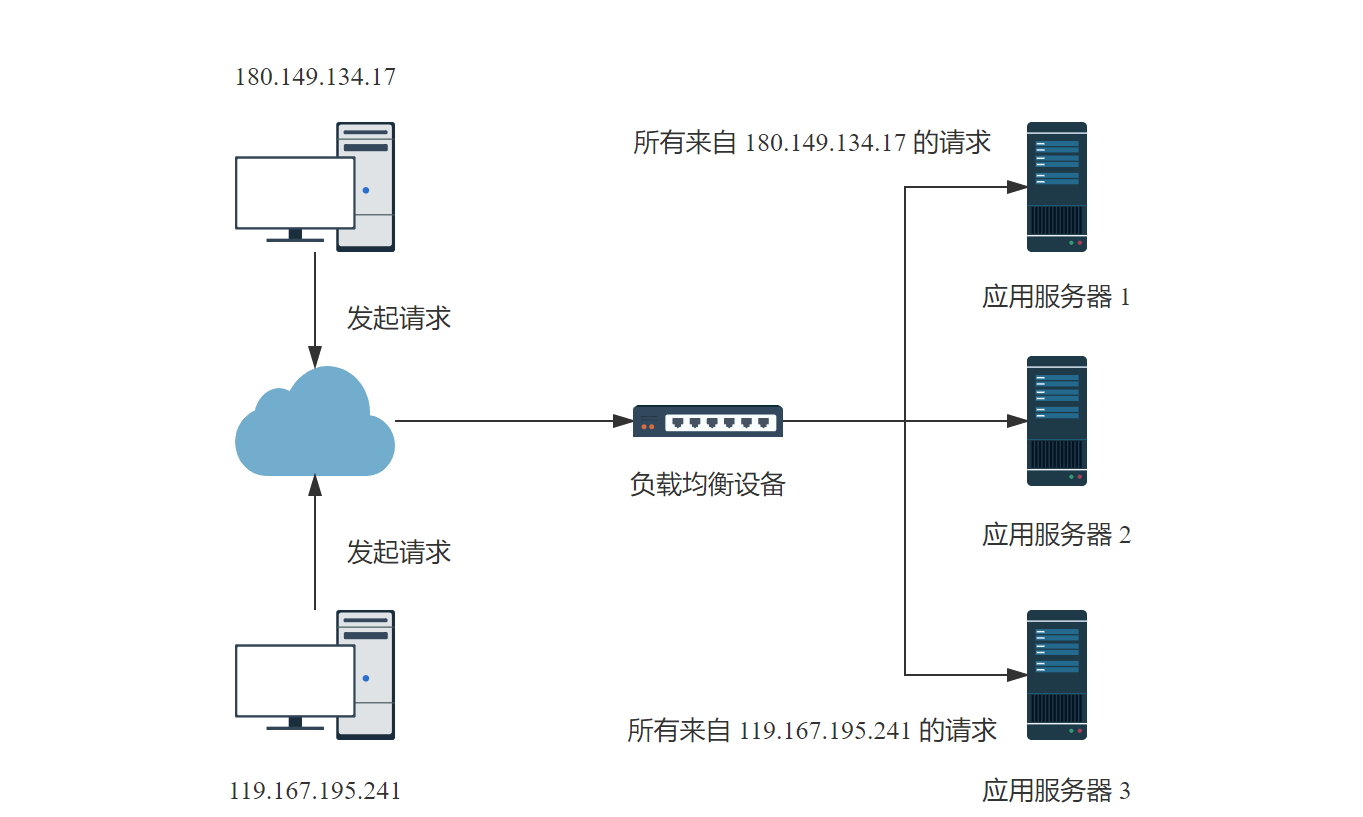 180.149.134.17
所有来自 180.149.134.17 的请求
应用服务器 1
发起请求
负载均衡设备
应用服务器 2
发起请求
所有来自 119.167.195.241 的请求
119.167.195.241
应用服务器 3